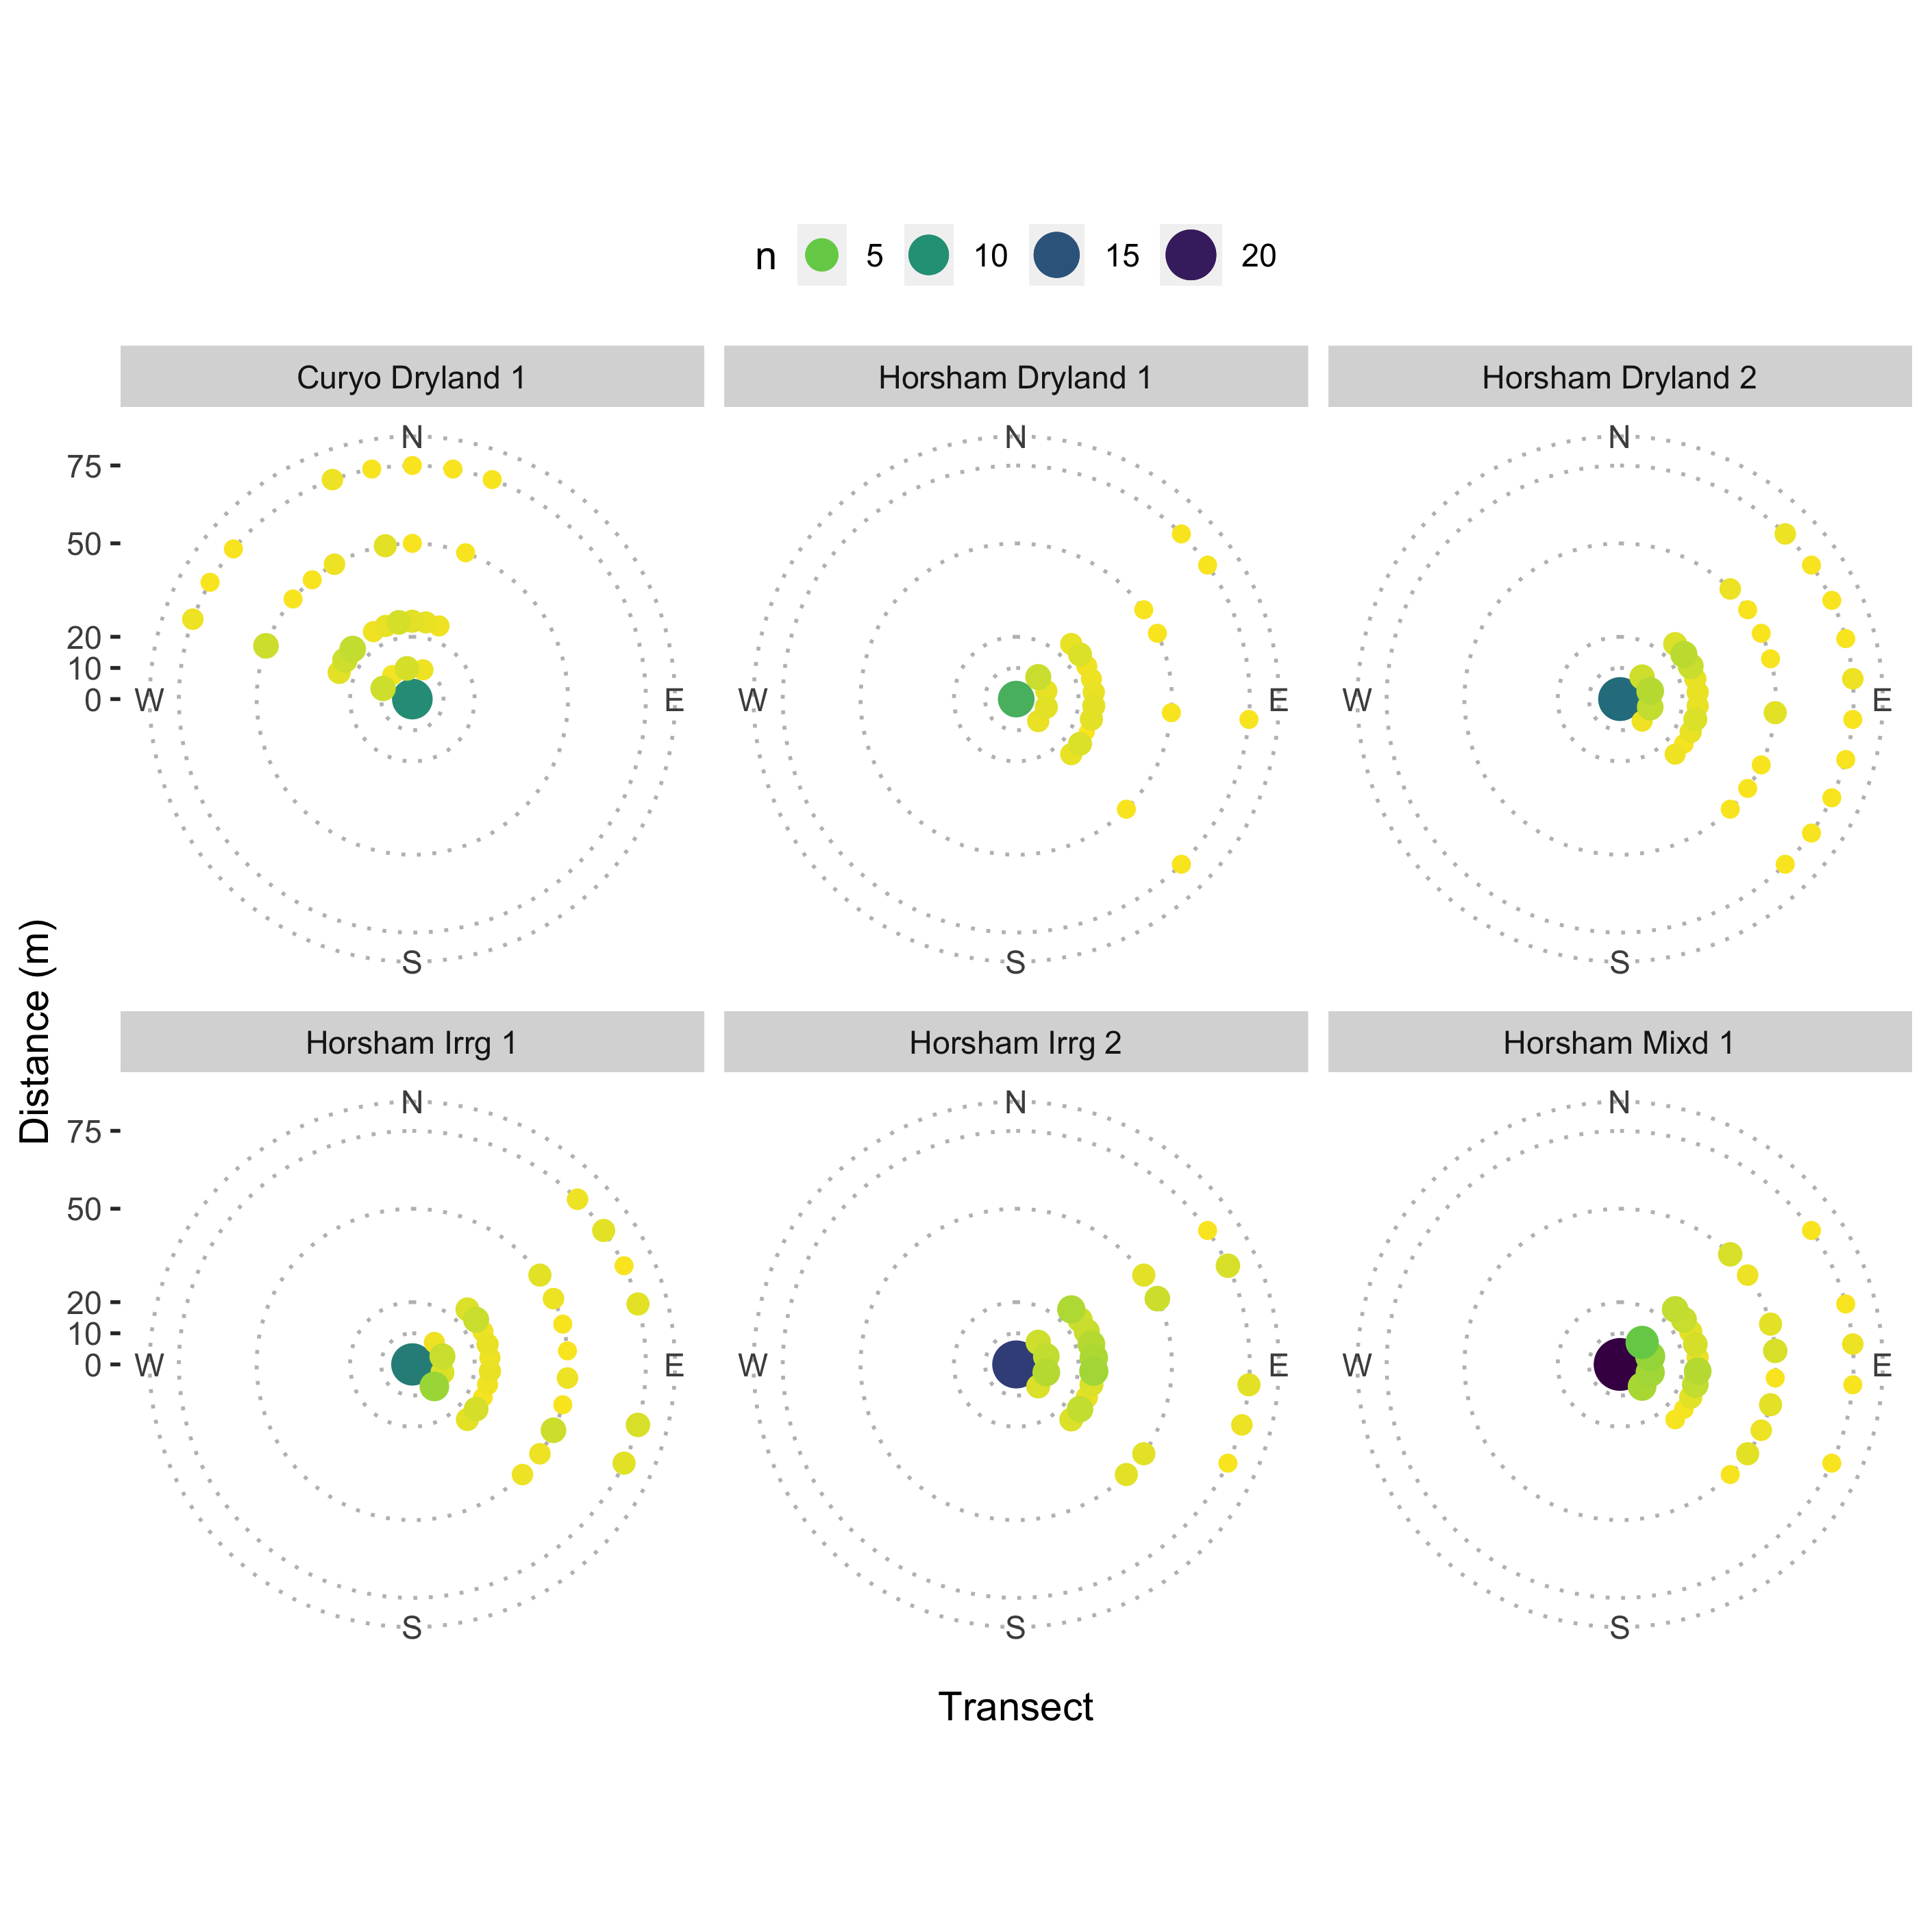 n 5 10 15 20
Curyo Dryland 1 Horsham Dryland 1 Horsham Dryland 2
N N N
75
50
20
10
0
W E W E W E
S S S
Distance (m)
Horsham Irrg 1 Horsham Irrg 2 Horsham Mixd 1
N N N
75
50
20
10
0
W E W E W E
S S S
Transect